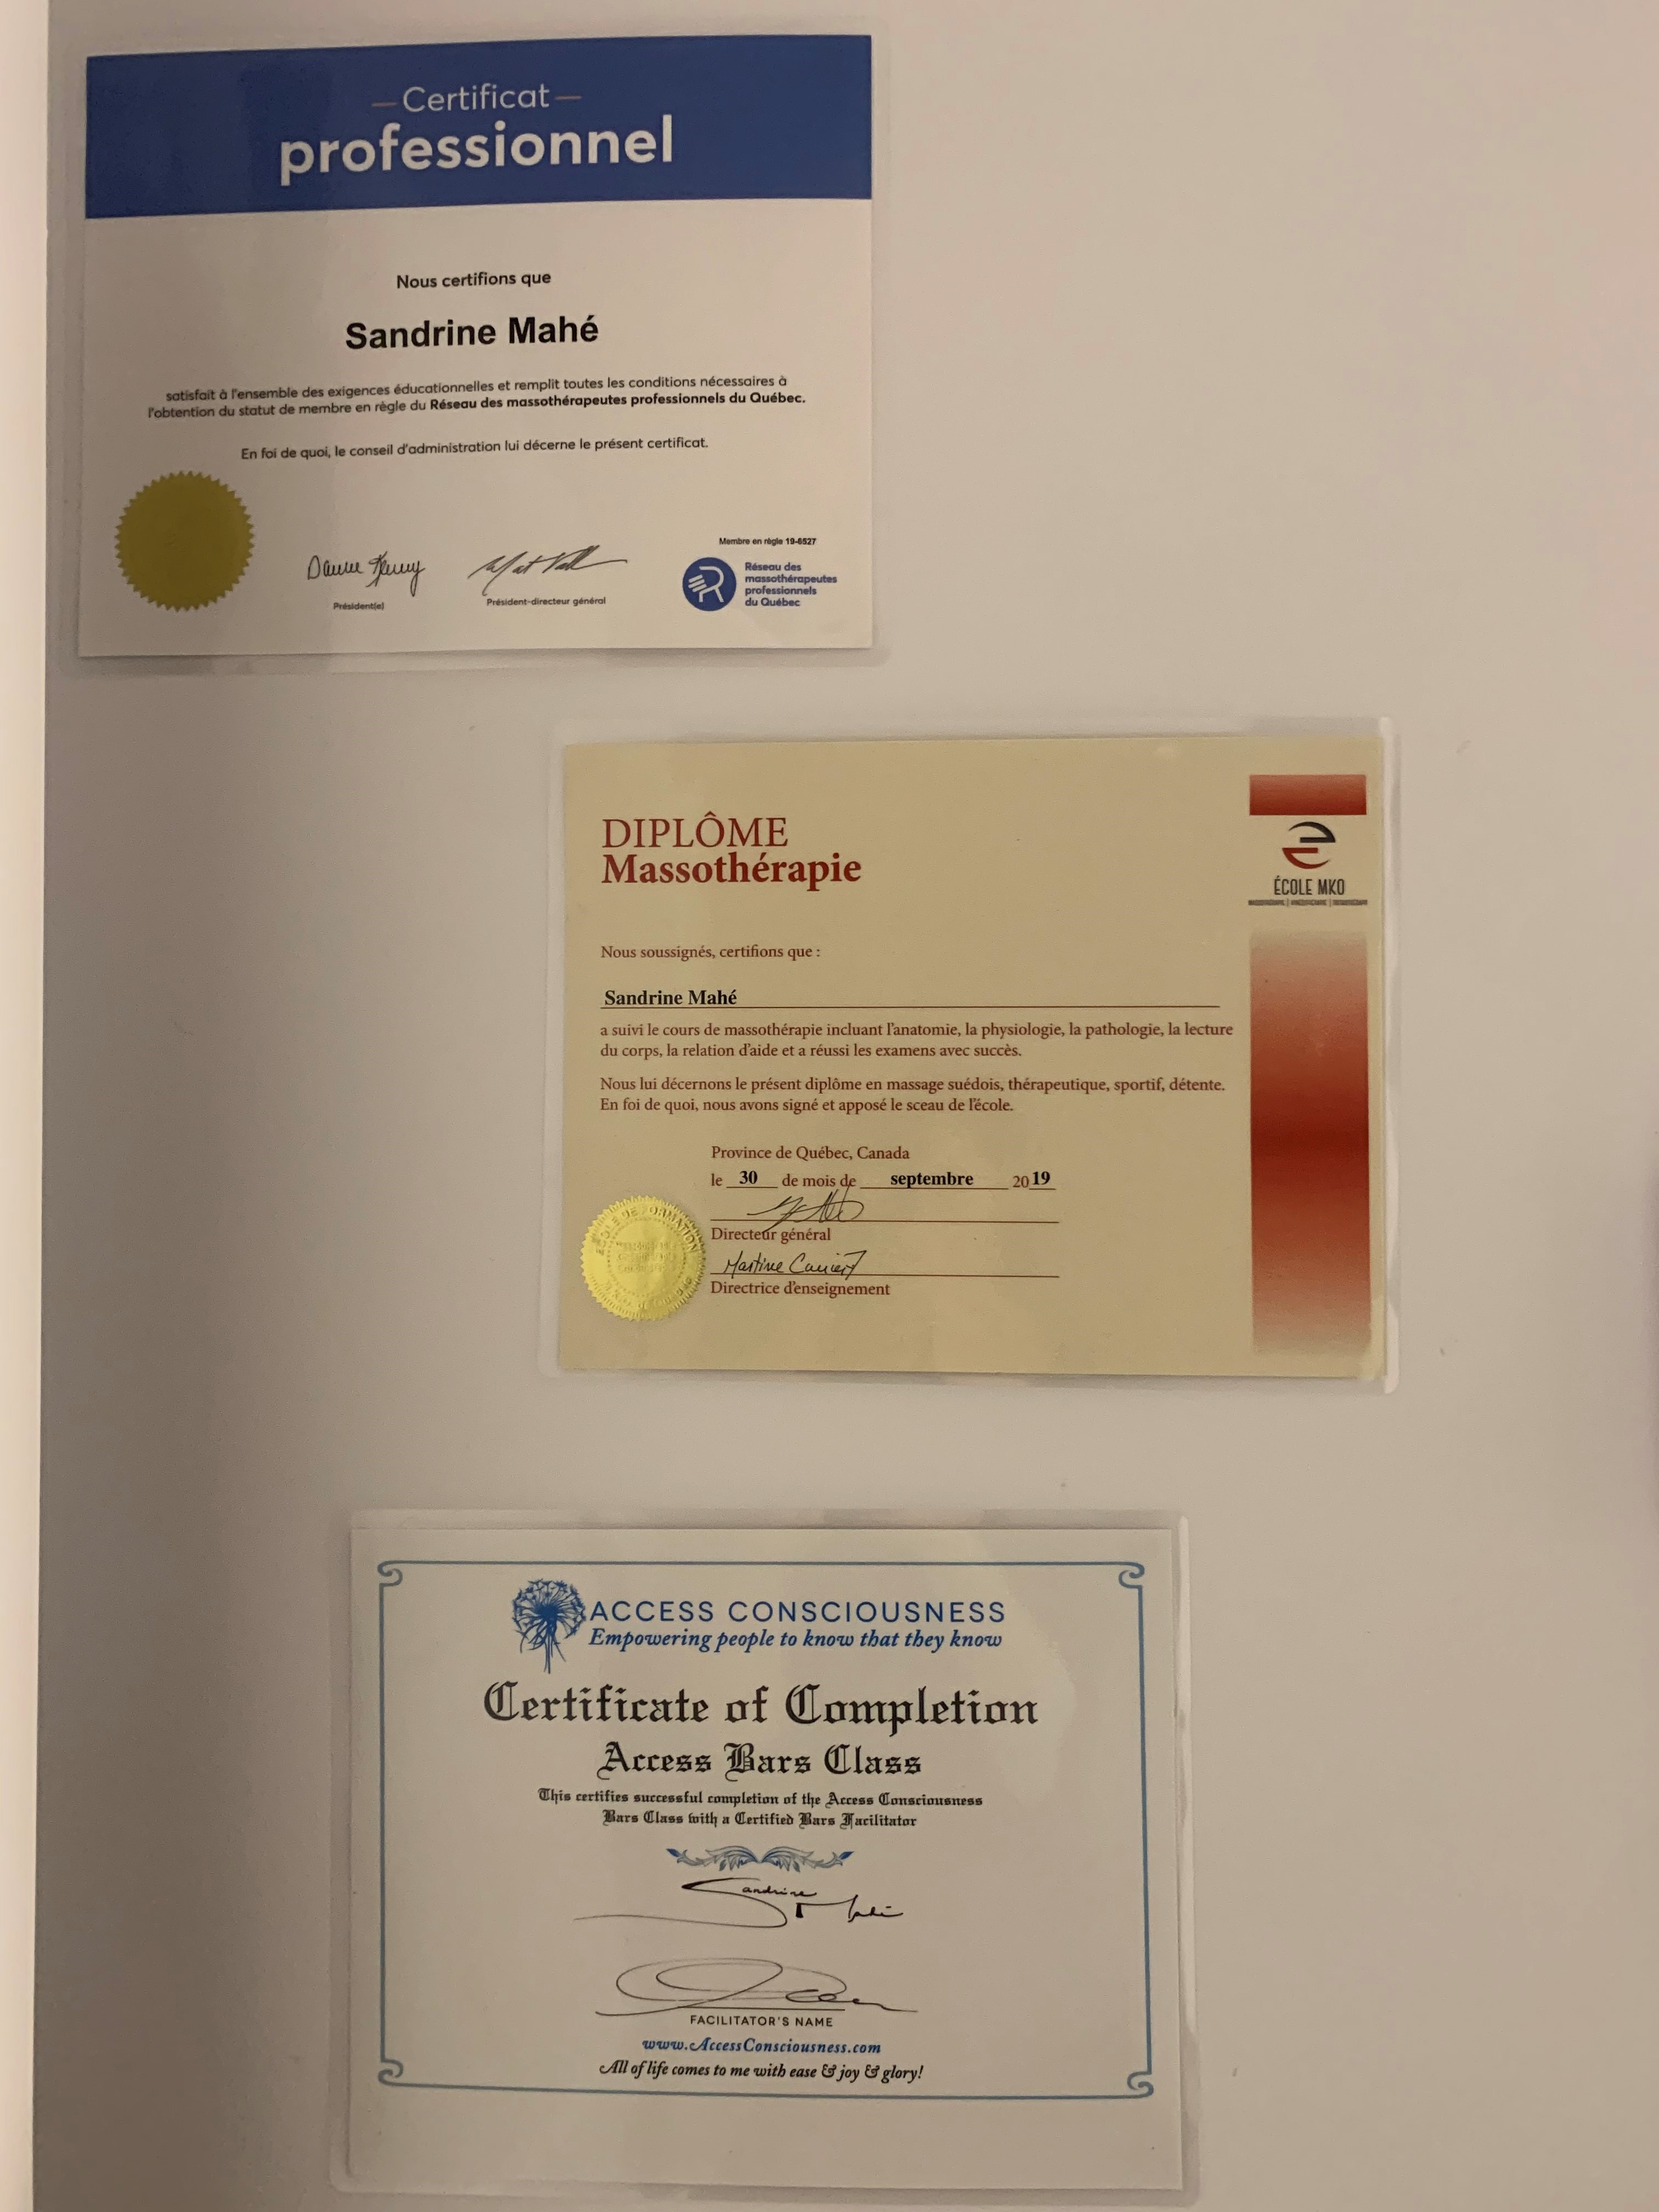 Certificat
professionnel
Nous certifions que
Sandrine Mahé
satisfait à l'ensemble des exigences éducationnelles et remplit toutes les conditions nécessaires à
l'obtention du statut de membre en règle du Réseau des massothérapeutes professionnels du Québec.
En foi de quoi, le conseil d'administration lui décerne le présent certificat.
Président(e)
Président-directeur général
Membre en règle 19-6527
Réseau des
massothérapeutes
professionnels
du Québec
DIPLÔME
Massothérapie
ÉCOLE MKO
Nous soussignés, certifions que :
Sandrine Mahé
a suivi le cours de massothérapie incluant l'anatomie, la physiologie, la pathologie, la lecture
du corps, la relation d'aide et a réussi les examens avec succès.
Nous lui décernons le présent diplôme en massage suédois, thérapeutique, sportif, détente.
En foi de quoi, nous avons signé et apposé le sceau de l'école.
Province de Québec, Canada
le 30 de mois de septembre 2019
Directeur général
Martine
Directrice d'enseignement
ACCESS CONSCIOUSNESS
Empowering people to know that they know
Certificate of Completion
Access Bars Class
This certifies successful completion of the Access Consciousness
Bars Class with a Certified Bars Facilitator
Sandrine Mahé
FACILITATOR'S NAME
www.AccessConsciousness.com
All of life comes to me with ease & joy & glory!